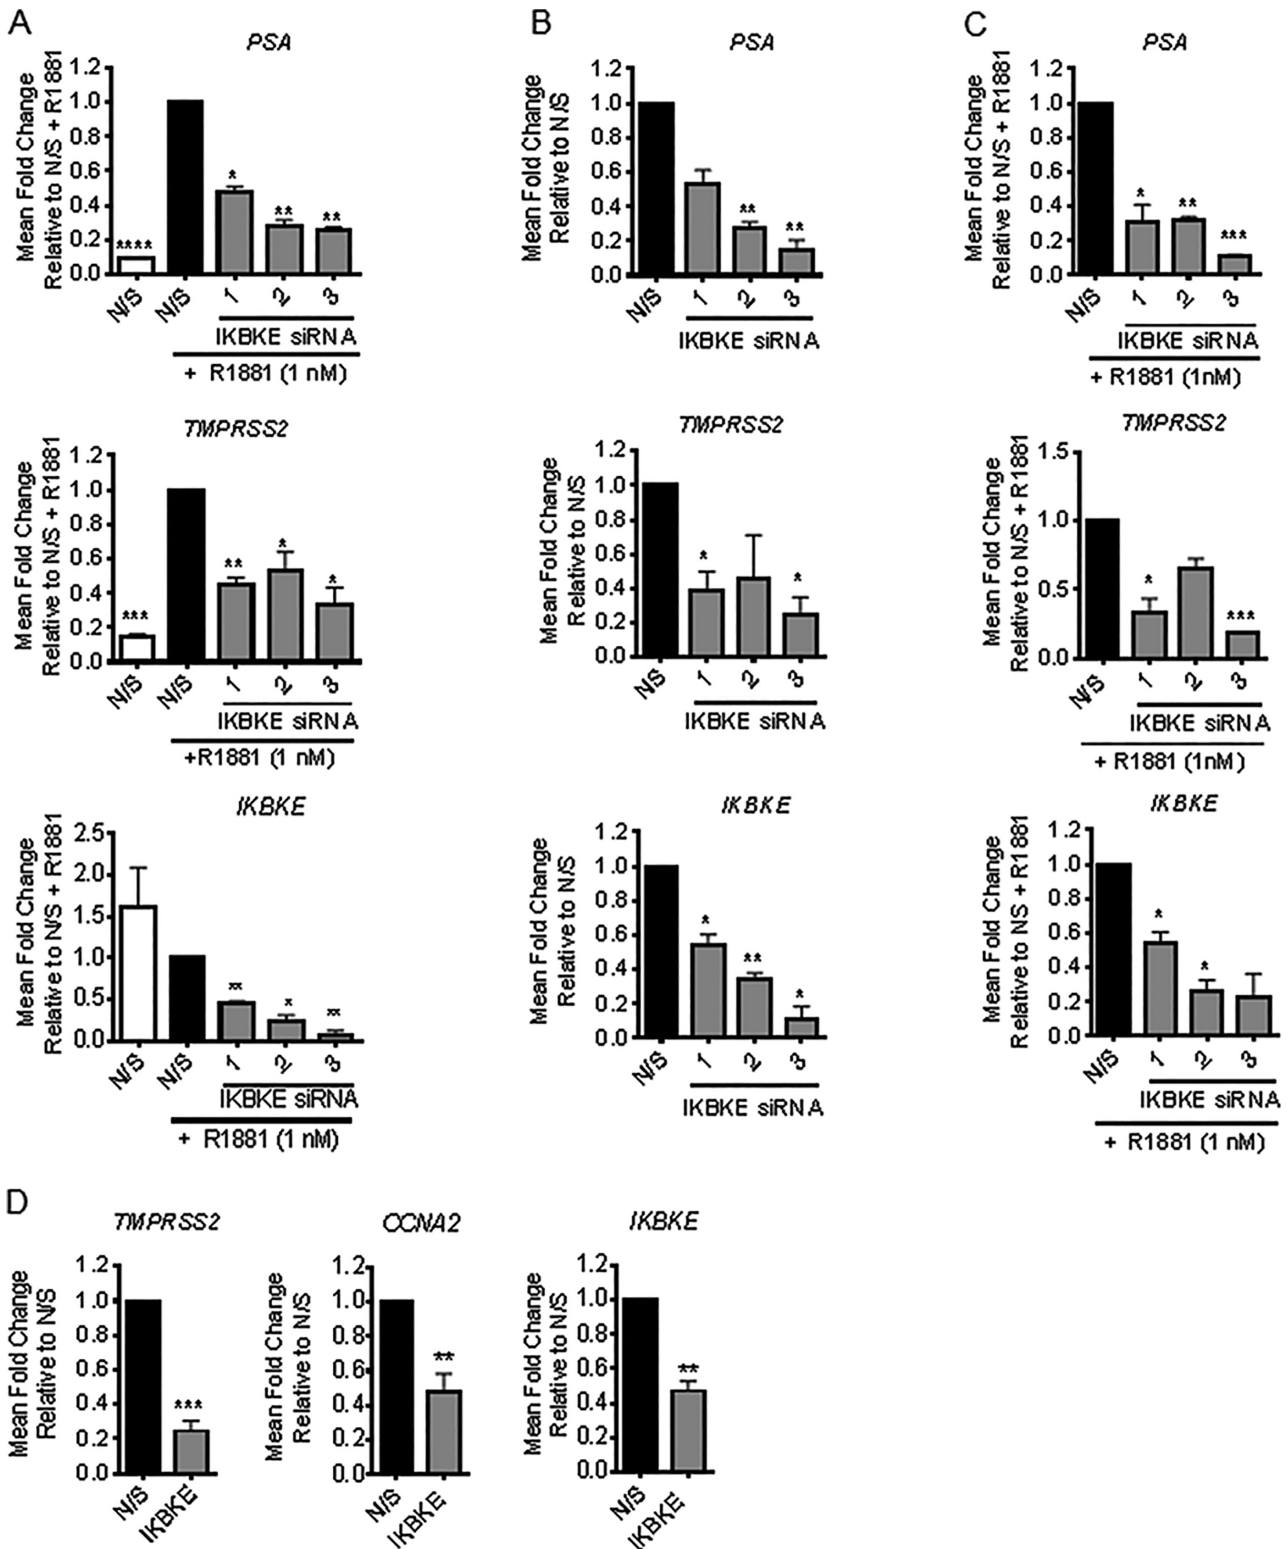 A
PSA
Mean Fold Change
Relative to N/S + R1881
1.2
1.0
0.8
0.6
0.4
0.2
0.0
****
*
**
**
N/S
N/S
1
2
3
IKBKE siRNA
+ R1881 (1 nM)
B
PSA
Mean Fold Change
Relative to N/S
1.2
1.0
0.8
0.6
0.4
0.2
0.0
**
**
N/S
1
2
3
IKBKE siRNA
C
PSA
Mean Fold Change
Relative to N/S + R1881
1.2
1.0
0.8
0.6
0.4
0.2
0.0
*
**
***
N/S
1
2
3
IKBKE siRNA
+ R1881 (1nM)
TMPRSS2
Mean Fold Change
Relative to N/S + R1881
1.2
1.0
0.8
0.6
0.4
0.2
0.0
***
**
*
*
N/S
N/S
1
2
3
IKBKE siRNA
+R1881 (1 nM)
TMPRSS2
Mean Fold Change
Relative to N/S
1.2
1.0
0.8
0.6
0.4
0.2
0.0
*
*
NS
1
2
3
IKBKE siRNA
TMPRSS2
Mean Fold Change
Relative to N/S + R1881
1.5
1.0
0.5
0.0
*
***
N/S
1
2
3
IKBKE siRNA
+ R1881 (1nM)
IKBKE
Mean Fold Change
Relative to N/S + R1881
2.5
2.0
1.5
1.0
0.5
0.0
**
*
**
N/S
N/S
1
2
3
IKBKE siRNA
+ R1881 (1 nM)
IKBKE
Mean Fold Change
Relative to N/S
1.2
1.0
0.8
0.6
0.4
0.2
0.0
*
**
*
N/S
1
2
3
IKBKE siRNA
IKBKE
Mean Fold Change
Relative to NS + R1881
1.2
1.0
0.8
0.6
0.4
0.2
0.0
*
*
N/S
1
2
3
IKBKE siRNA
+ R1881 (1 nM)
D
TMPRSS2
Mean Fold Change
Relative to N/S
1.2
1.0
0.8
0.6
0.4
0.2
0.0
***
N/S
IKBKE
CCNA2
Mean Fold Change
Relative to N/S
1.2
1.0
0.8
0.6
0.4
0.2
0.0
**
N/S
IKBKE
IKBKE
Mean Fold Change
Relative to N/S
1.2
1.0
0.8
0.6
0.4
0.2
0.0
**
N/S
IKBKE